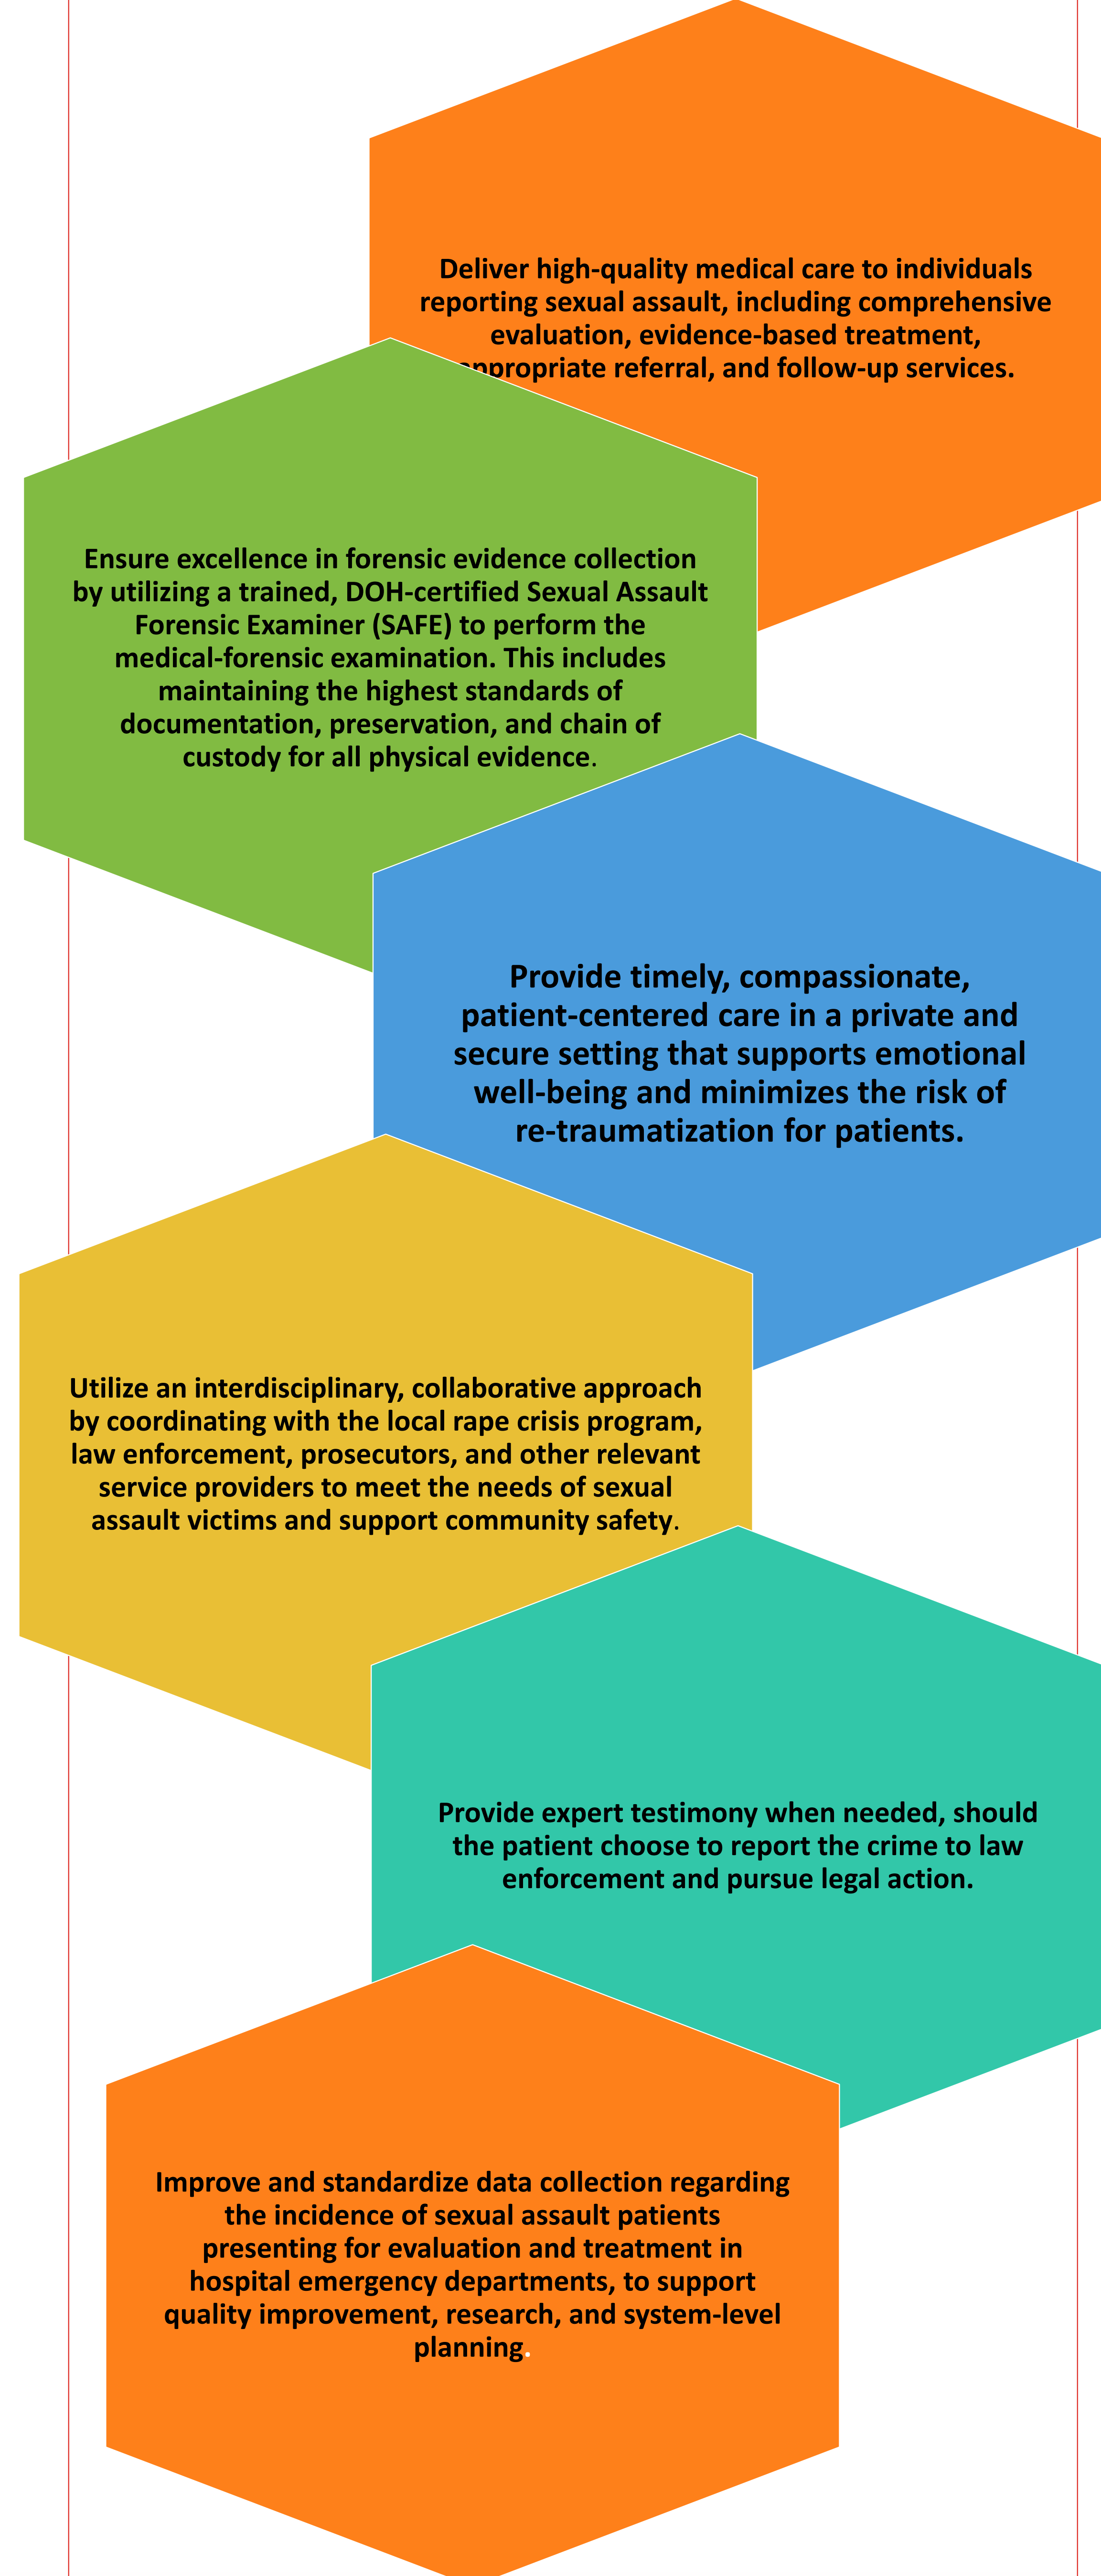 Deliver high-quality medical care to individuals
reporting sexual assault, including comprehensive
evaluation, evidence-based treatment,
appropriate referral, and follow-up services.
Ensure excellence in forensic evidence collection
by utilizing a trained, DOH-certified Sexual Assault
Forensic Examiner (SAFE) to perform the
medical-forensic examination. This includes
maintaining the highest standards of
documentation, preservation, and chain of
custody for all physical evidence.
Provide timely, compassionate,
patient-centered care in a private and
secure setting that supports emotional
well-being and minimizes the risk of
re-traumatization for patients.
Utilize an interdisciplinary, collaborative approach
by coordinating with the local rape crisis program,
law enforcement, prosecutors, and other relevant
service providers to meet the needs of sexual
assault victims and support community safety.
Provide expert testimony when needed, should
the patient choose to report the crime to law
enforcement and pursue legal action.
Improve and standardize data collection regarding
the incidence of sexual assault patients
presenting for evaluation and treatment in
hospital emergency departments, to support
quality improvement, research, and system-level
planning.